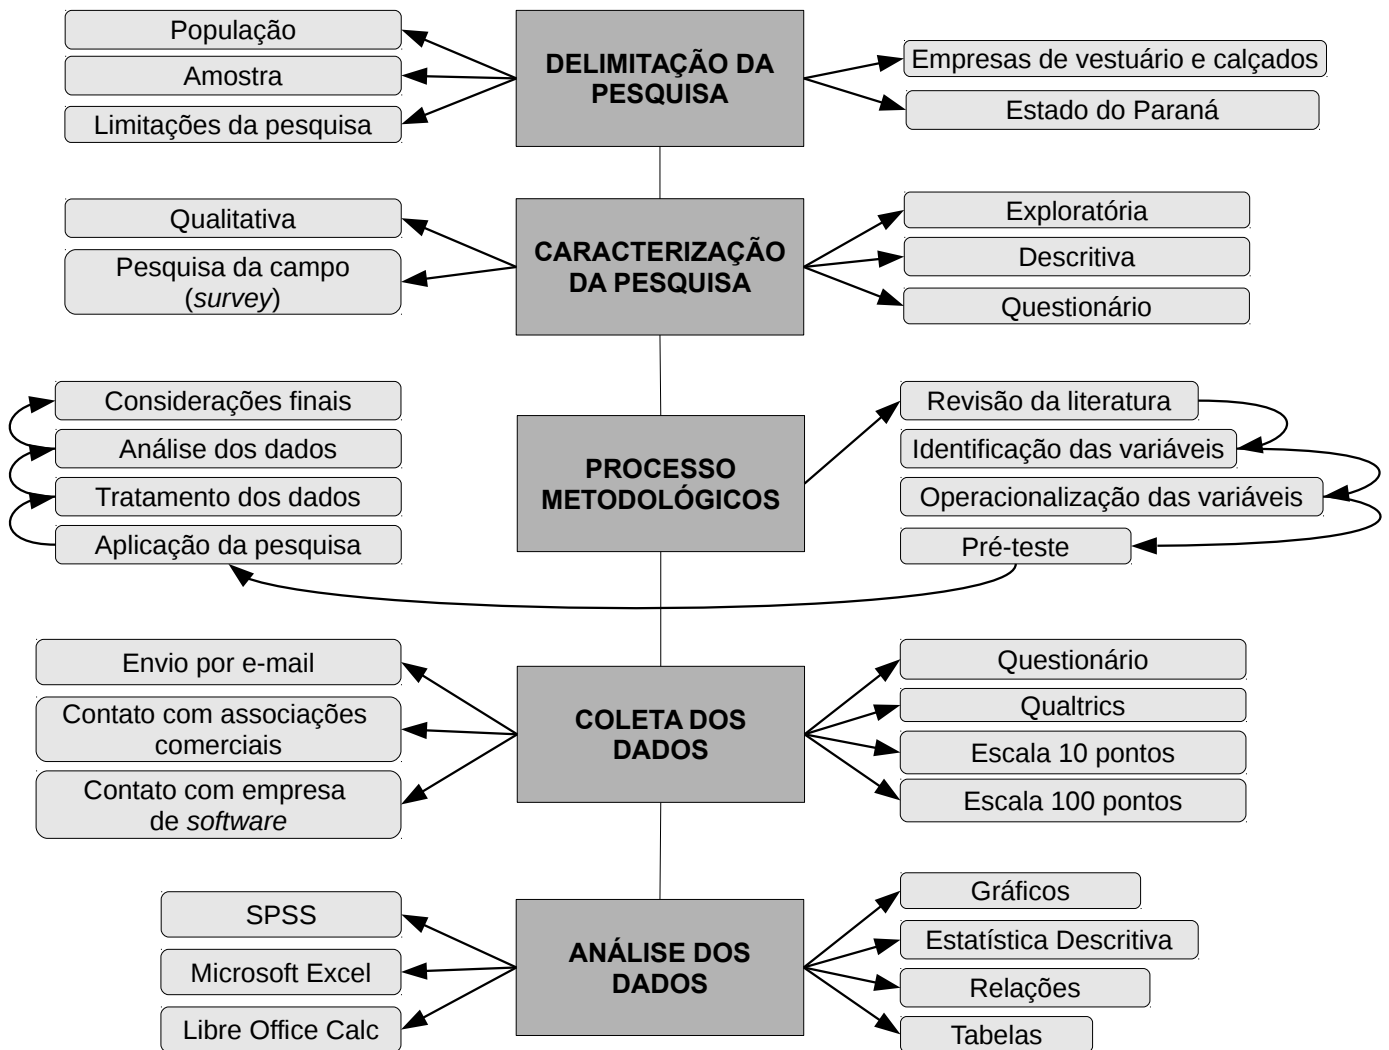 População
Amostra
Limitações da pesquisa
DELIMITAÇÃO DA
PESQUISA
Empresas de vestuário e calçados
Estado do Paraná
Qualitativa
Pesquisa da campo
(survey)
CARACTERIZAÇÃO
DA PESQUISA
Exploratória
Descritiva
Questionário
Considerações finais
Análise dos dados
Tratamento dos dados
Aplicação da pesquisa
PROCESSO
METODOLÓGICOS
Revisão da literatura
Identificação das variáveis
Operacionalização das variáveis
Pré-teste
Envio por e-mail
Contato com associações
comerciais
Contato com empresa
de software
COLETA DOS
DADOS
Questionário
Qualtrics
Escala 10 pontos
Escala 100 pontos
SPSS
Microsoft Excel
Libre Office Calc
ANÁLISE DOS
DADOS
Gráficos
Estatística Descritiva
Relações
Tabelas